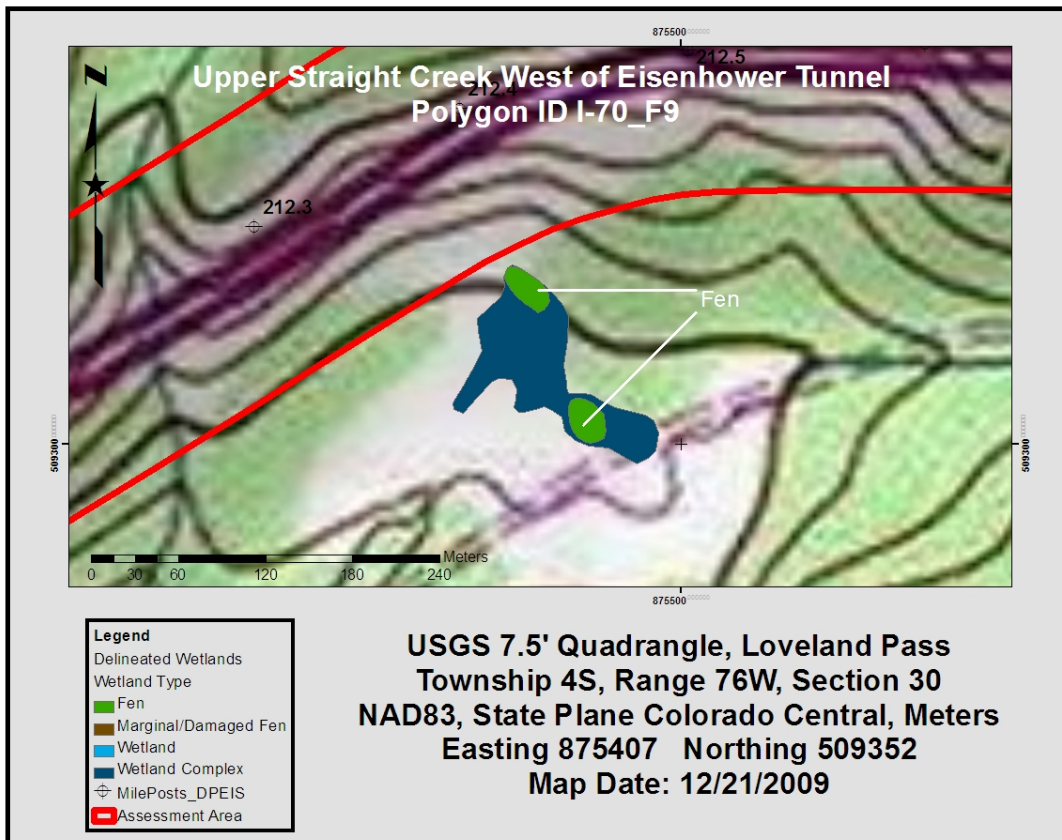 875500
Upper Straight Creek West of Eisenhower Tunnel
Polygon ID I-70_F9
212.5
212.4
212.3
Fen
509300
509300
Meters
0 30 60 120 180 240
875500
Legend
Delineated Wetlands
Wetland Type
Fen
Marginal/Damaged Fen
Wetland
Wetland Complex
MilePosts_DPEIS
Assessment Area
USGS 7.5' Quadrangle, Loveland Pass
Township 4S, Range 76W, Section 30
NAD83, State Plane Colorado Central, Meters
Easting 875407 Northing 509352
Map Date: 12/21/2009